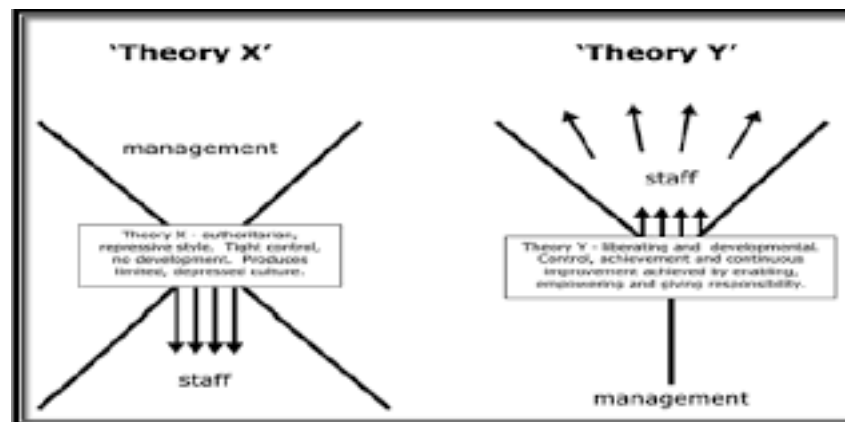 ‘Theory X’
management
Theory X - authoritarian,
repressive style. Tight control,
no development. Produces
limited, depressed culture.
staff
‘Theory Y’
staff
Theory Y - liberating and developmental.
Control, achievement and continuous
improvement achieved by enabling,
empowering and giving responsibility.
management